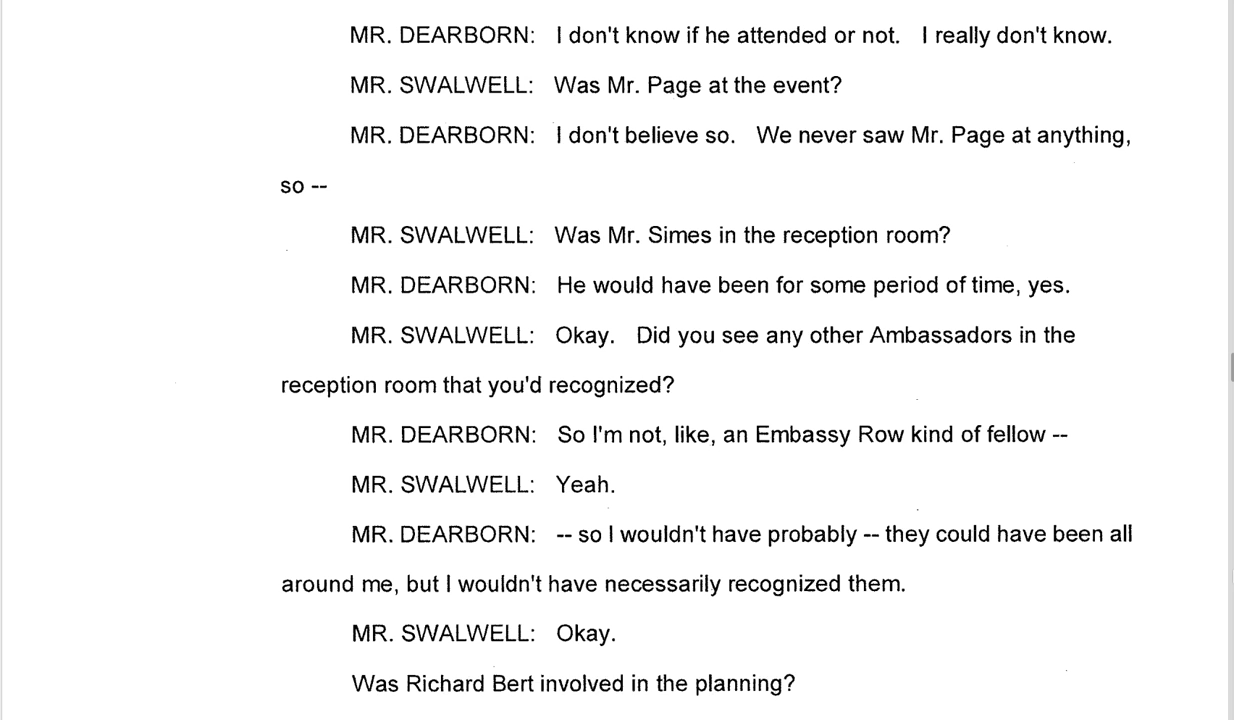 MR. DEARBORN: I don't know if he attended or not. I really don't know.
MR. SWALWELL: Was Mr. Page at the event?
MR. DEARBORN: I don't believe so. We never saw Mr. Page at anything,
so --
MR. SWALWELL: Was Mr. Simes in the reception room?
MR. DEARBORN: He would have been for some period of time, yes.
MR. SWALWELL: Okay. Did you see any other Ambassadors in the
reception room that you'd recognized?
MR. DEARBORN: So I'm not, like, an Embassy Row kind of fellow --
MR. SWALWELL: Yeah.
MR. DEARBORN: -- so I wouldn't have probably -- they could have been all
around me, but I wouldn't have necessarily recognized them.
MR. SWALWELL: Okay.
Was Richard Bert involved in the planning?